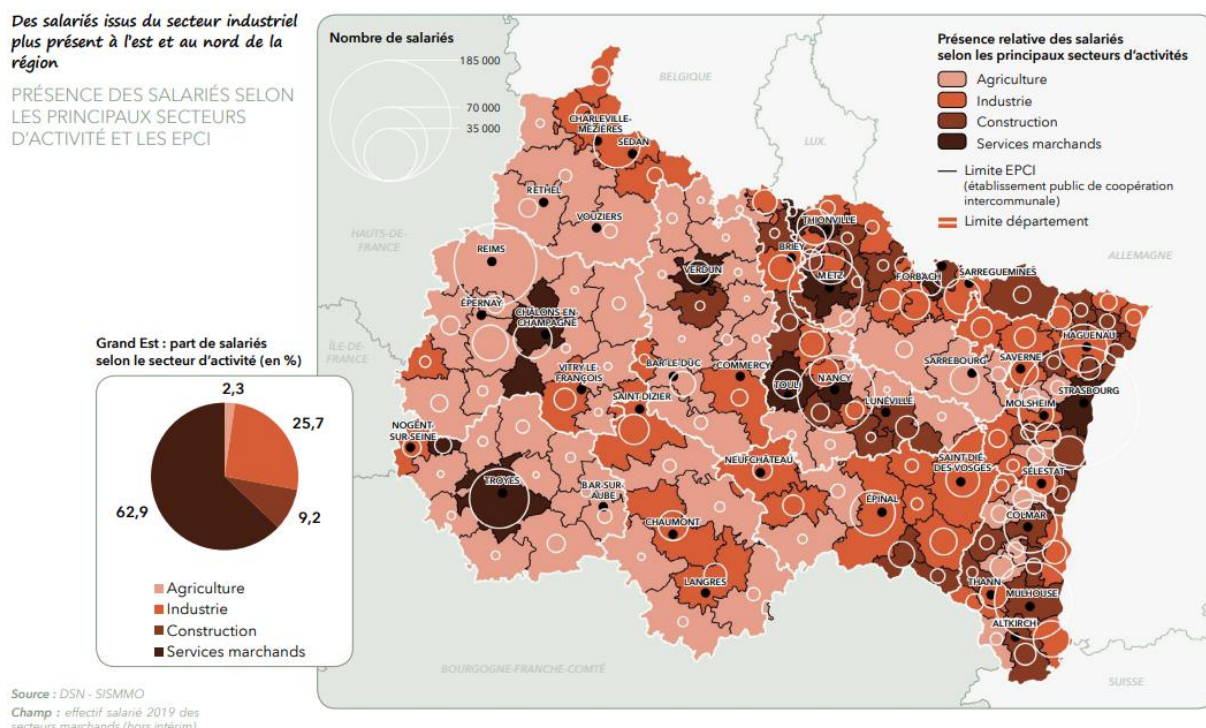 Des salariés issus du secteur industriel
plus présent à l'est et au nord de la
région
PRÉSENCE DES SALARIÉS SELON
LES PRINCIPAUX SECTEURS
D'ACTIVITÉ ET LES EPCI
Nombre de salariés
185 000
70 000
35 000
Présence relative des salariés
selon les principaux secteurs d'activités
Agriculture
Industrie
Construction
Services marchands
Limite EPCI
(établissement public de coopération
intercommunale)
Limite département
BELGIQUE
LUX.
ALLEMAGNE
HAUTS-DE-
FRANCE
ÎLE-DE-
FRANCE
BOURGOGNE-FRANCHE-COMTÉ
SUISSE
CHARLEVILLE-
MÉZIÈRES
SEDAN
RETHEL
VOUZIERS
REIMS
THIONVILLE
BRIEY
VERDUN
METZ
FORBACH
SARREGUEMINES
ÉPERNAY
CHÂLONS-EN-
CHAMPAGNE
HAGUENAU
SAVERNE
SARREBOURG
STRASBOURG
BAR-LE-DUC
COMMERCY
VITRY-LE-
FRANÇOIS
TOUL
NANCY
SAINT-DIZIER
LUNÉVILLE
MOLSHEIM
NOGENT-
SUR-SEINE
SAINT-DIÉ-
DES-VOSGES
NEUFCHÂTEAU
SÉLESTAT
TROYES
BAR-SUR-
AUBE
ÉPINAL
COLMAR
CHAUMONT
LANGRES
THANN
MULHOUSE
ALTKIRCH
Grand Est : part de salariés
selon le secteur d'activité (en %)
2,3
25,7
9,2
62,9
Agriculture
Industrie
Construction
Services marchands
Source : DSN - SISMMO
Champ : effectif salarié 2019 des
secteurs marchands (hors intérim)